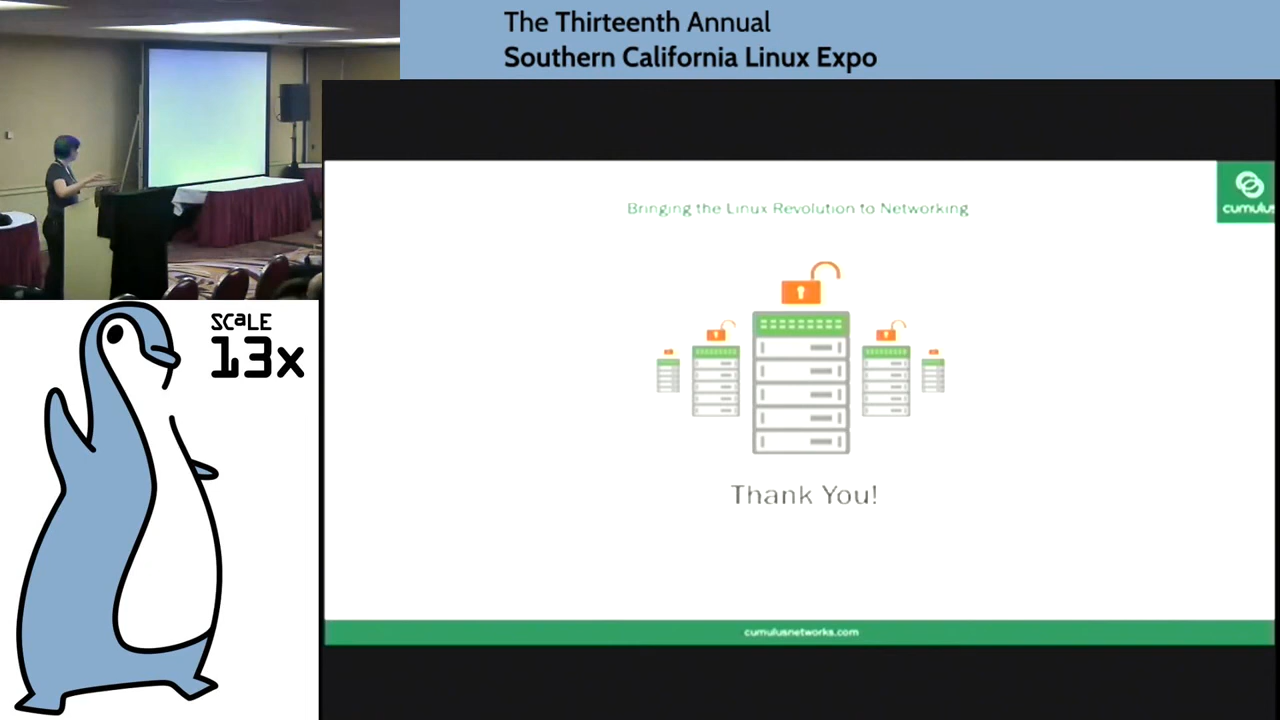 The Thirteenth Annual
Southern California Linux Expo
SCaLE
13x
cumulus
Bringing the Linux Revolution to Networking
Thank You!
cumulusnetworks.com